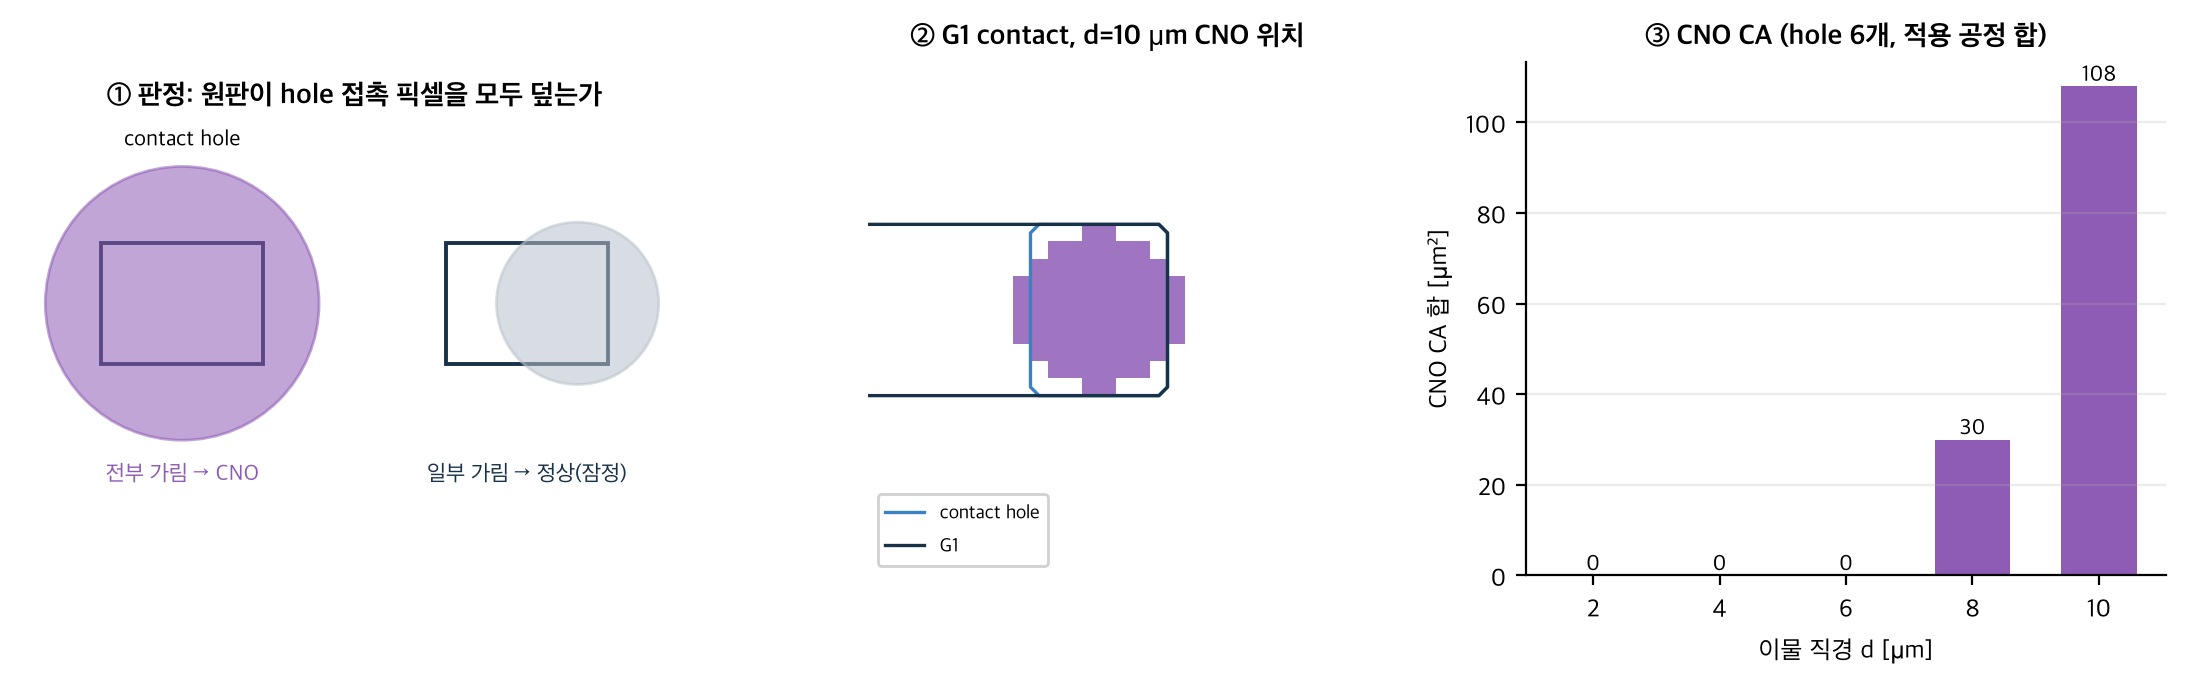 ① 판정: 원판이 hole 접촉 픽셀을 모두 덮는가
contact hole
전부 가림 → CNO
일부 가림 → 정상(잠정)
② G1 contact, d=10 μm CNO 위치
contact hole
G1
③ CNO CA (hole 6개, 적용 공정 합)
CNO CA 합 [μm²]
100
80
60
40
20
0
0
0
0
30
108
2
4
6
8
10
이물 직경 d [μm]